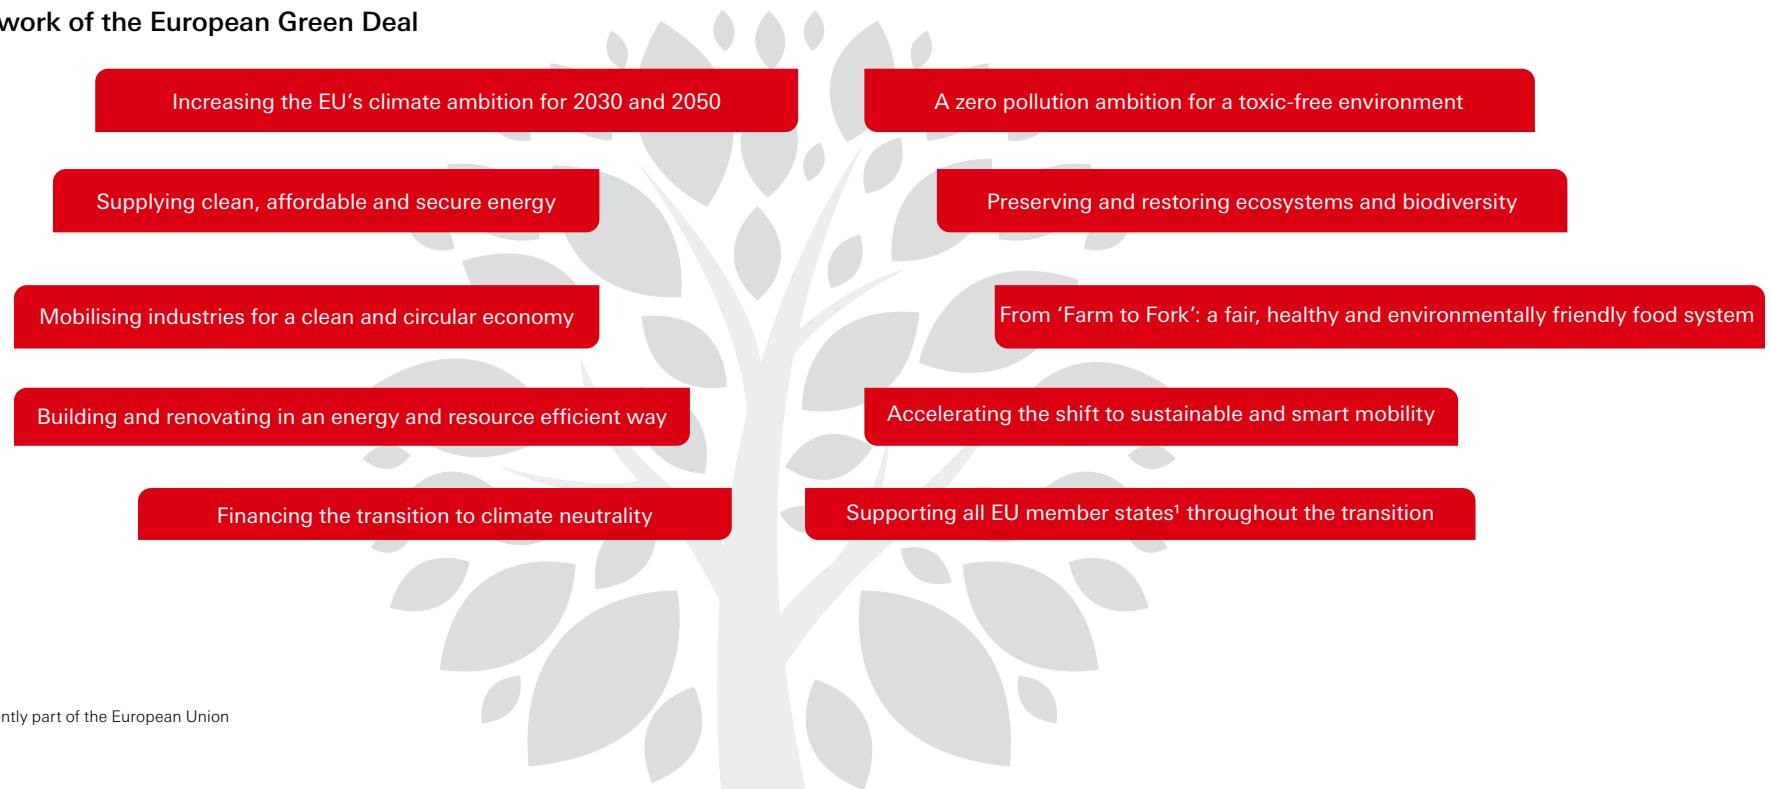 work of the European Green Deal
Increasing the EU’s climate ambition for 2030 and 2050
A zero pollution ambition for a toxic-free environment
Supplying clean, affordable and secure energy
Preserving and restoring ecosystems and biodiversity
Mobilising industries for a clean and circular economy
From ‘Farm to Fork’: a fair, healthy and environmentally friendly food system
Building and renovating in an energy and resource efficient way
Accelerating the shift to sustainable and smart mobility
Financing the transition to climate neutrality
Supporting all EU member states¹ throughout the transition
ently part of the European Union